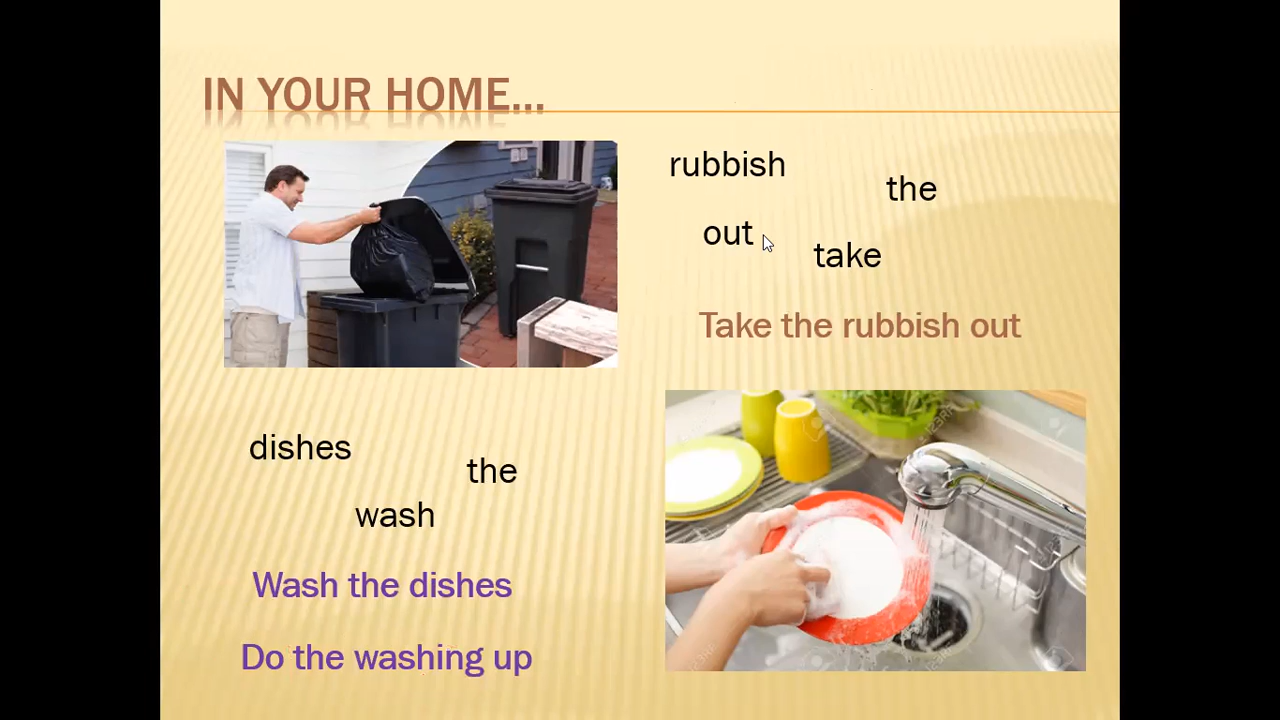 IN YOUR HOME...
rubbish
the
out
take
Take the rubbish out
dishes
the
wash
Wash the dishes
Do the washing up